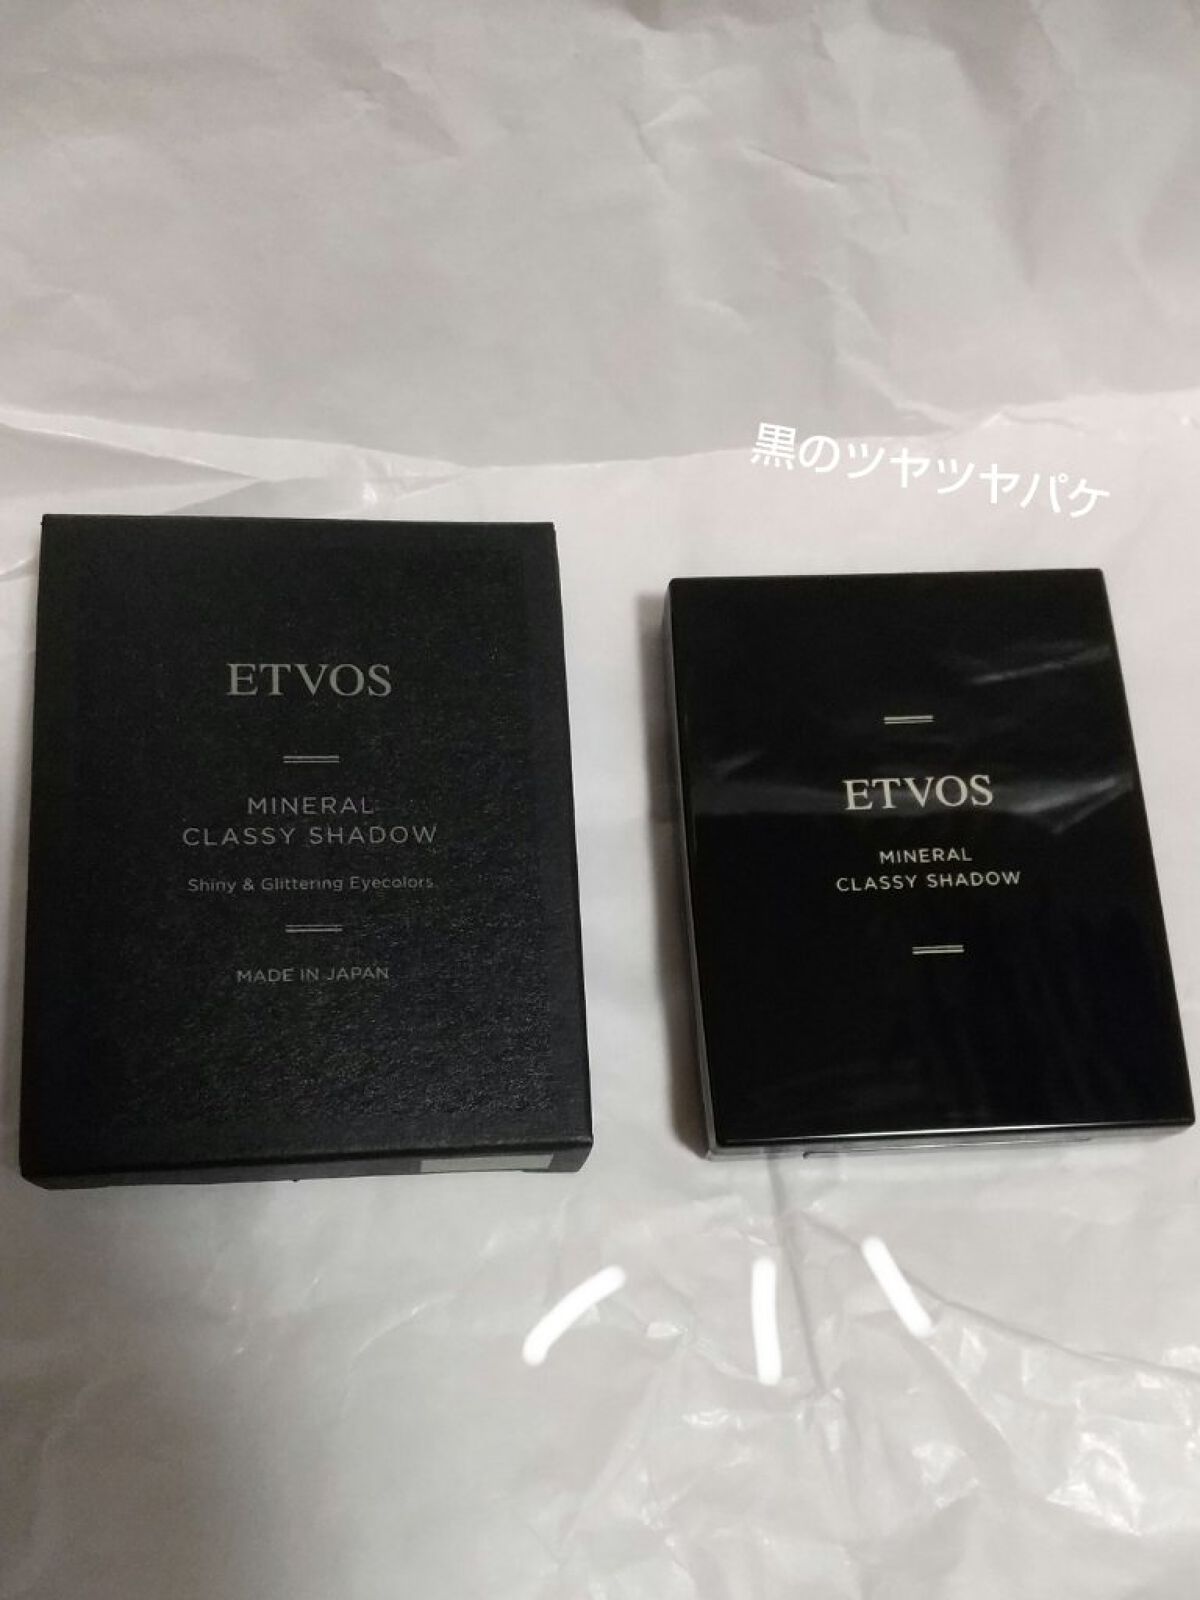 黒のツヤツヤパケ
ETVOS
MINERAL
CLASSY SHADOW
Shiny & Glittering Eyecolors
MADE IN JAPAN
ETVOS
MINERAL
CLASSY SHADOW